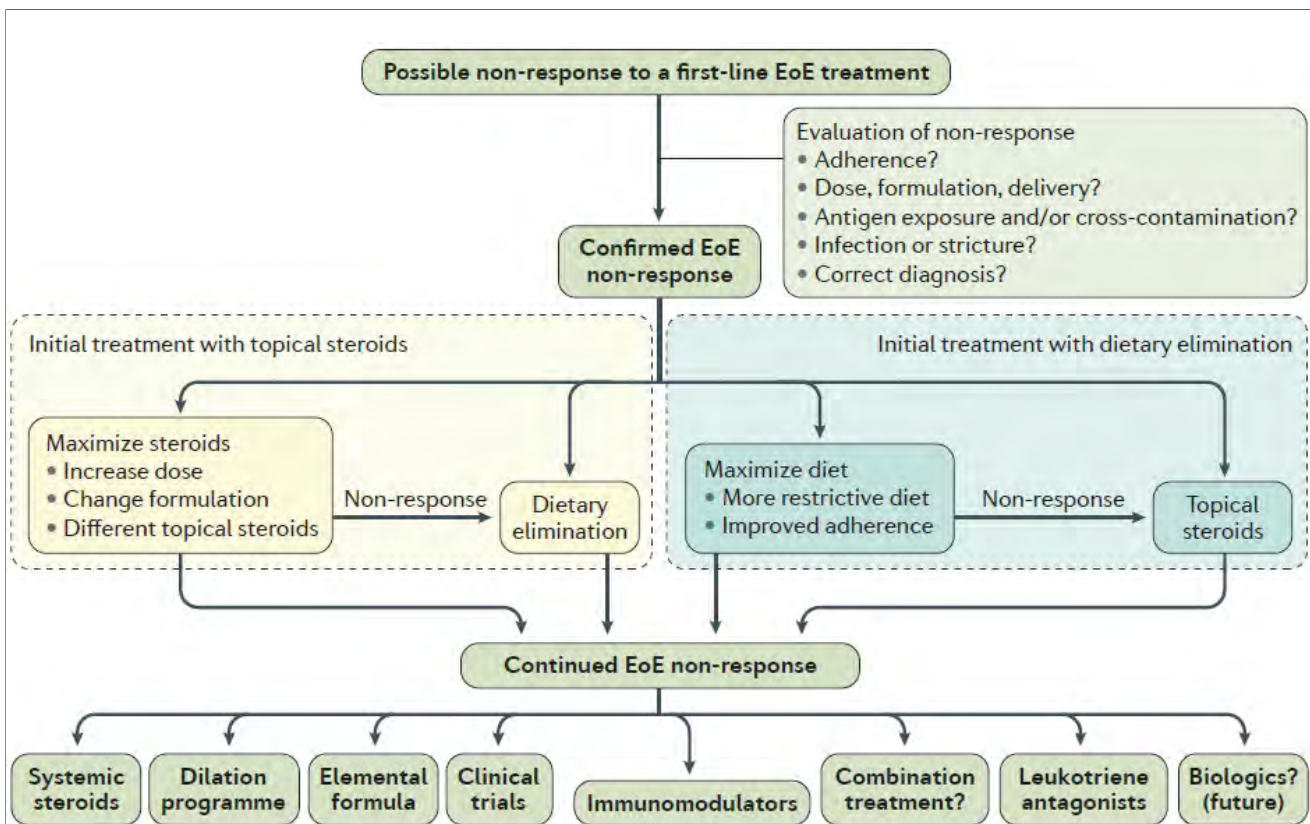 Possible non-response to a first-line EoE treatment
Evaluation of non-response
• Adherence?
• Dose, formulation, delivery?
• Antigen exposure and/or cross-contamination?
• Infection or stricture?
• Correct diagnosis?
Confirmed EoE
non-response
Initial treatment with topical steroids
Initial treatment with dietary elimination
Maximize steroids
• Increase dose
• Change formulation
• Different topical steroids
Non-response
Dietary
elimination
Maximize diet
• More restrictive diet
• Improved adherence
Non-response
Topical
steroids
Continued EoE non-response
Systemic
steroids
Dilation
programme
Elemental
formula
Clinical
trials
Immunomodulators
Combination
treatment?
Leukotriene
antagonists
Biologics?
(future)